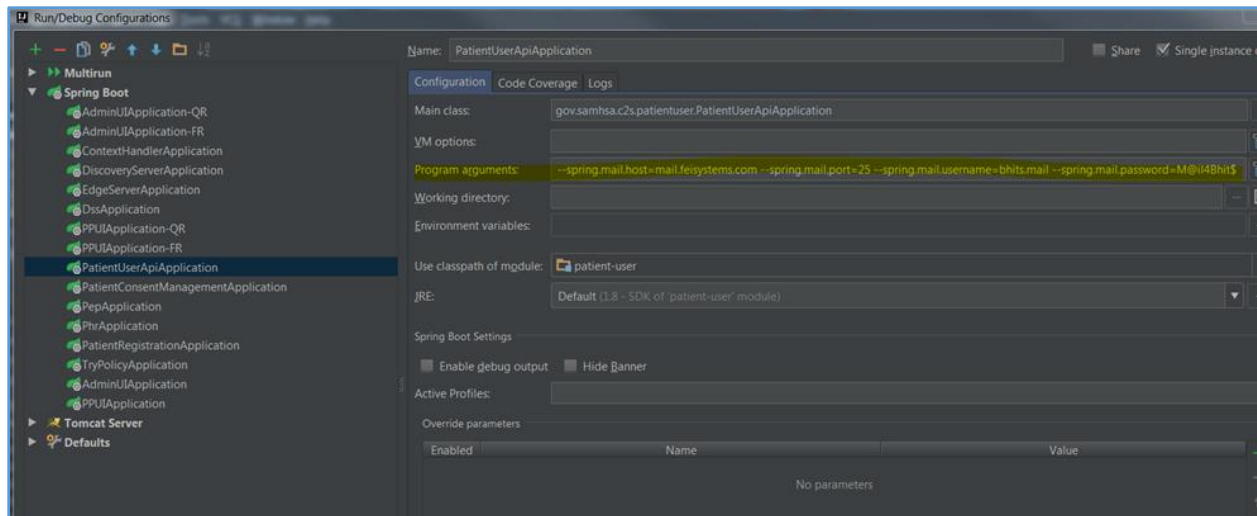 Run/Debug Configurations
Name: PatientUserApiApplication
Share
Single instance
Multirun
Spring Boot
AdminUIApplication-QR
AdminUIApplication-FR
ContextHandlerApplication
DiscoveryServerApplication
EdgeServerApplication
DssApplication
PPUIApplication-QR
PPUIApplication-FR
PatientUserApiApplication
PatientConsentManagementApplication
PepApplication
PhrApplication
PatientRegistrationApplication
TryPolicyApplication
AdminUIApplication
PPUIApplication
Tomcat Server
Defaults
Configuration Code Coverage Logs
Main class: gov.samhsa.c2s.patientuser.PatientUserApiApplication
VM options:
Program arguments: --spring.mail.host=mail.feisystems.com --spring.mail.port=25 --spring.mail.username=bhits.mail --spring.mail.password=M@il4Bhit$
Working directory:
Environment variables:
Use classpath of module: patient-user
JRE: Default (1.8 - SDK of 'patient-user' module)
Spring Boot Settings
Enable debug output Hide Banner
Active Profiles:
Override parameters
Enabled Name Value
No parameters